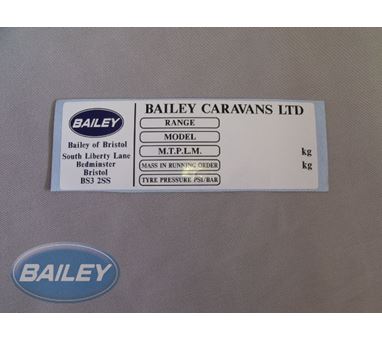 BAILEY
Bailey of Bristol
South Liberty Lane
Bedminster
Bristol
BS3 2SS
BAILEY CARAVANS LTD
RANGE
MODEL
M.T.P.L.M. kg
MASS IN RUNNING ORDER kg
TYRE PRESSURE PSI/BAR
BAILEY